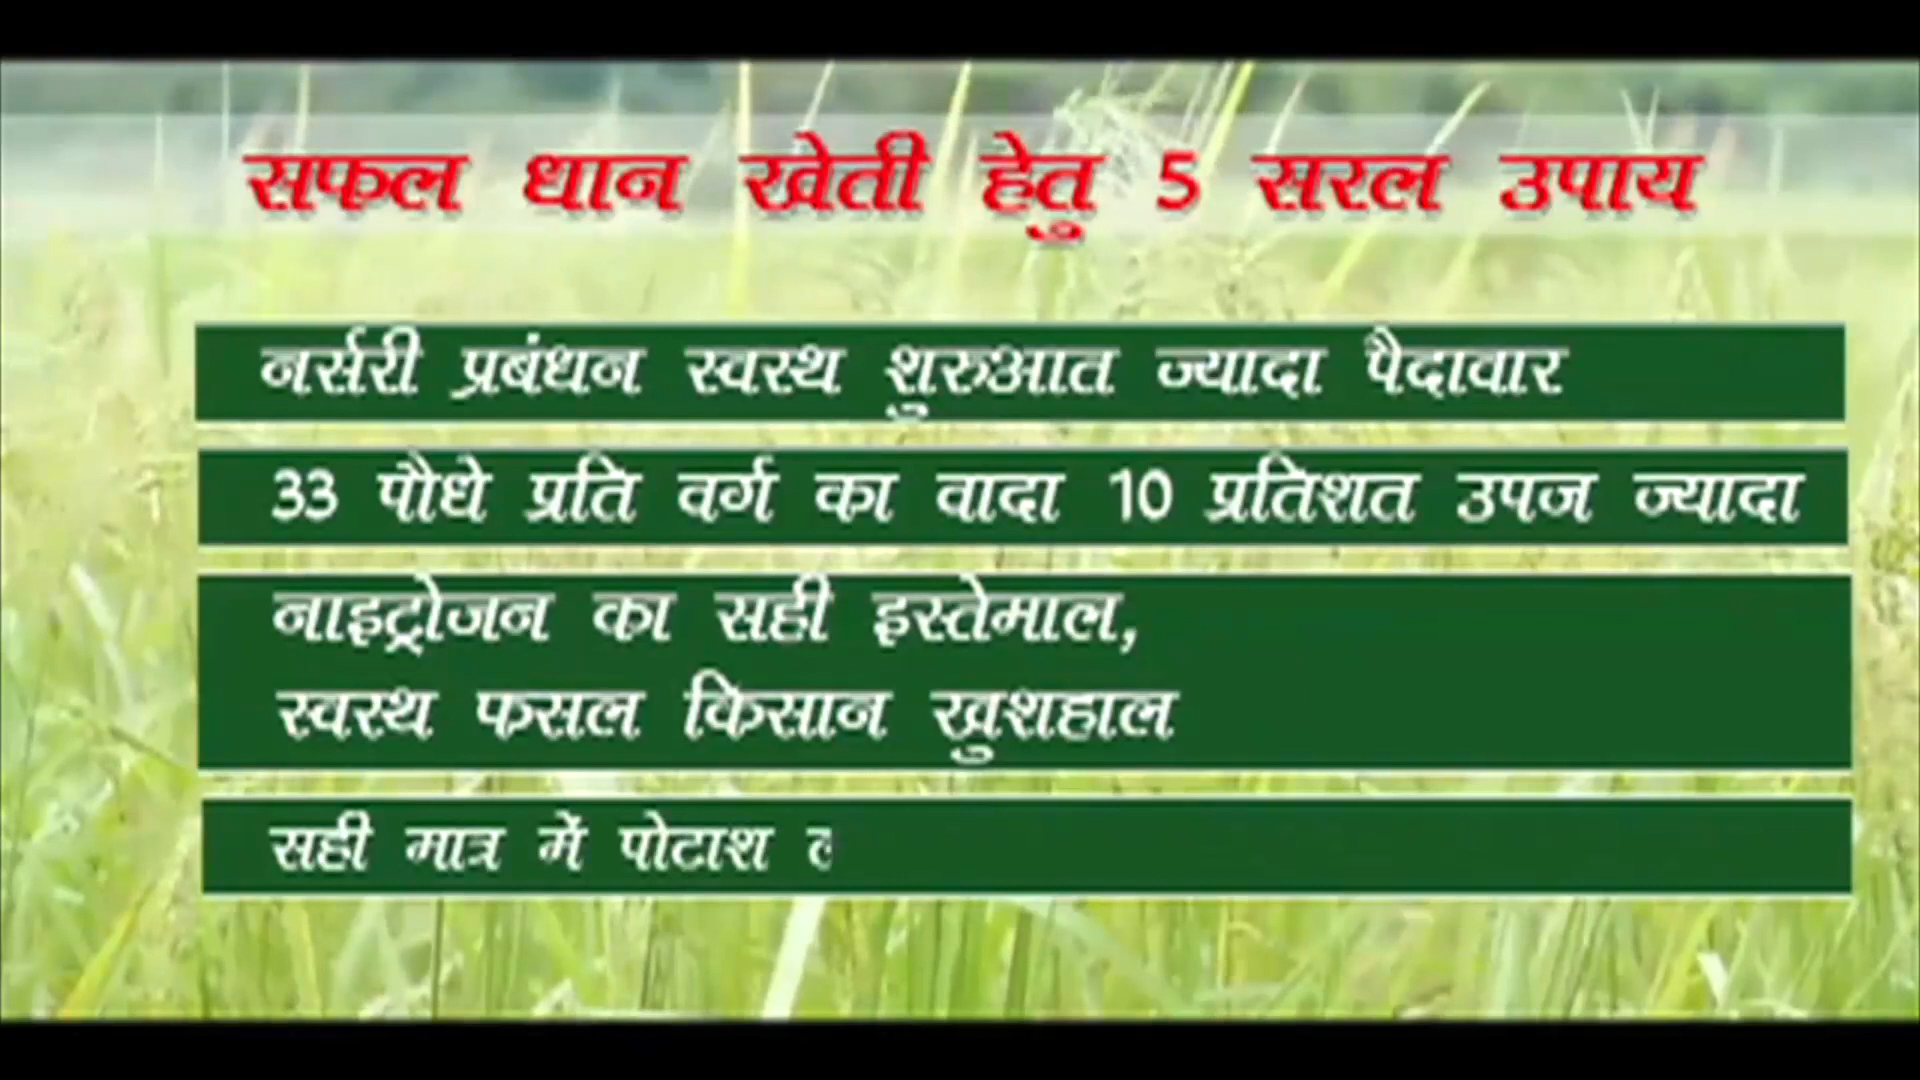 सफल धान खेती हेतु 5 सरल उपाय
नर्सरी प्रबंधन स्वस्थ शुरुआत ज्यादा पैदावार
33 पौधे प्रति वर्ग का वादा 10 प्रतिशत उपज ज्यादा
नाइट्रोजन का सही इस्तेमाल,
स्वस्थ फसल किसान खुशहाल
सही मात्र में पोटाश